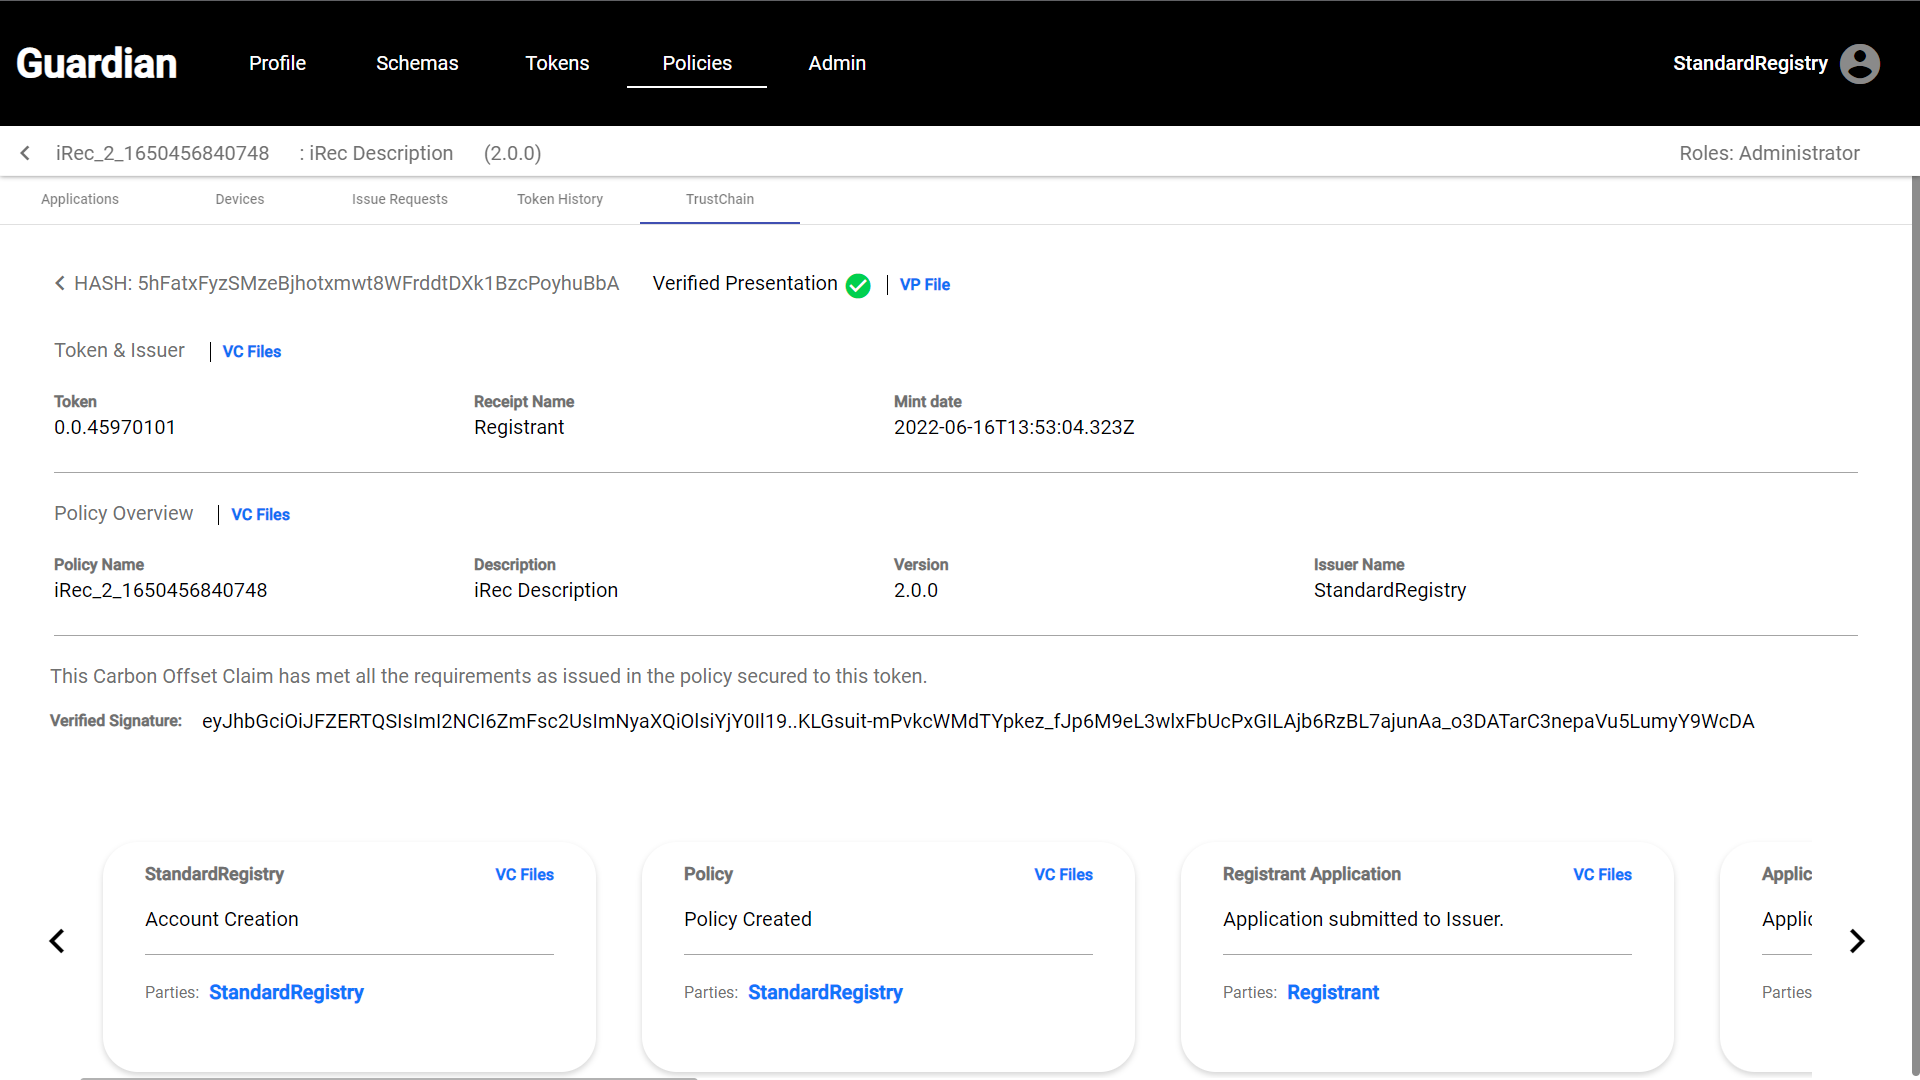 Guardian Profile Schemas Tokens Policies Admin StandardRegistry
iRec_2_1650456840748 : iRec Description (2.0.0) Roles: Administrator
Applications Devices Issue Requests Token History TrustChain
HASH: 5hFatxFyzSMzeBjhotxmwt8WFrddtDXk1BzcPoyhuBbA Verified Presentation VP File
Token & Issuer VC Files
Token Receipt Name Mint date
0.0.45970101 Registrant 2022-06-16T13:53:04.323Z
Policy Overview VC Files
Policy Name Description Version Issuer Name
iRec_2_1650456840748 iRec Description 2.0.0 StandardRegistry
This Carbon Offset Claim has met all the requirements as issued in the policy secured to this token.
Verified Signature: eyJhbGciOiJFZERTQSIsImI2NCI6ZmFsc2UsImNyaXQiOlsiYjY0Il19..KLGsuit-mPvkcWMdTYpkez_fJp6M9eL3wlxFbUcPxGILAjb6RzBL7ajunAa_o3DATarC3nepaVu5LumyY9WcDA
StandardRegistry VC Files Policy VC Files Registrant Application VC Files Applic
Account Creation Policy Created Application submitted to Issuer. Applic
Parties: StandardRegistry Parties: StandardRegistry Parties: Registrant Parties